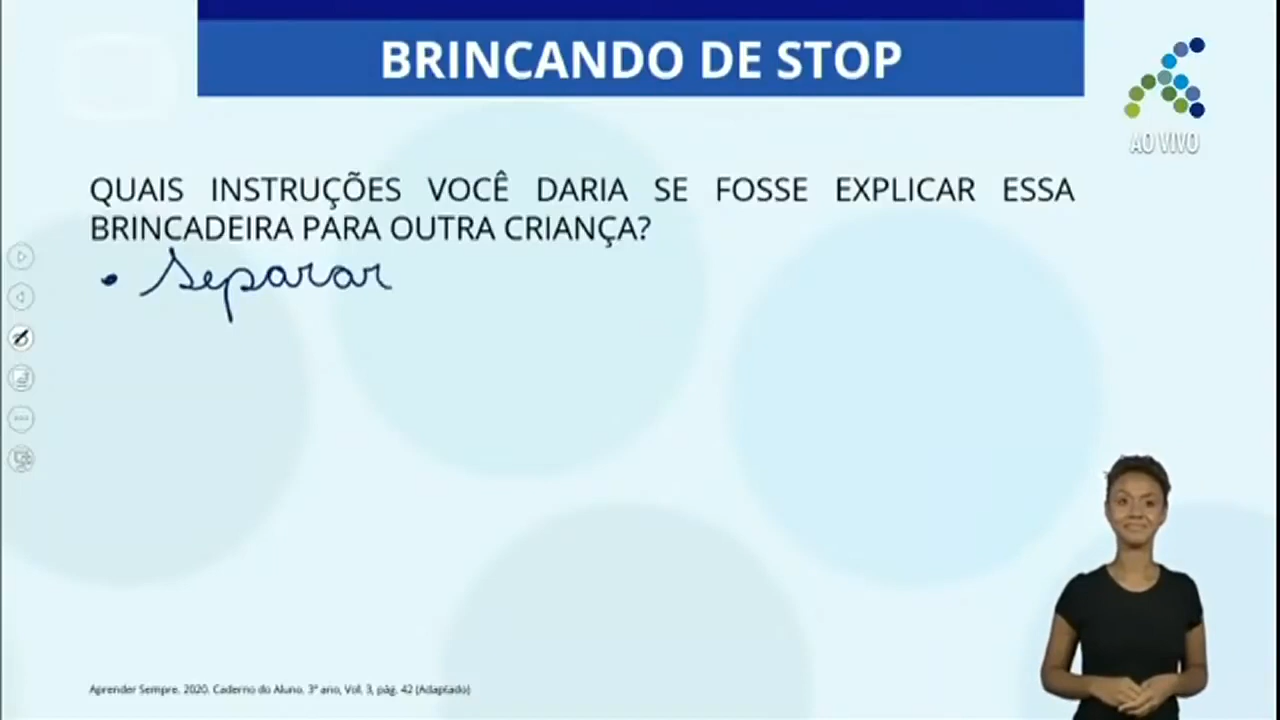 BRINCANDO DE STOP
AO VIVO
QUAIS INSTRUÇÕES VOCÊ DARIA SE FOSSE EXPLICAR ESSA
BRINCADEIRA PARA OUTRA CRIANÇA?
• Separar
Aprender Sempre, 2020. Caderno do Aluno, 3º ano, Vol. 3, pág. 42 (Adaptado)